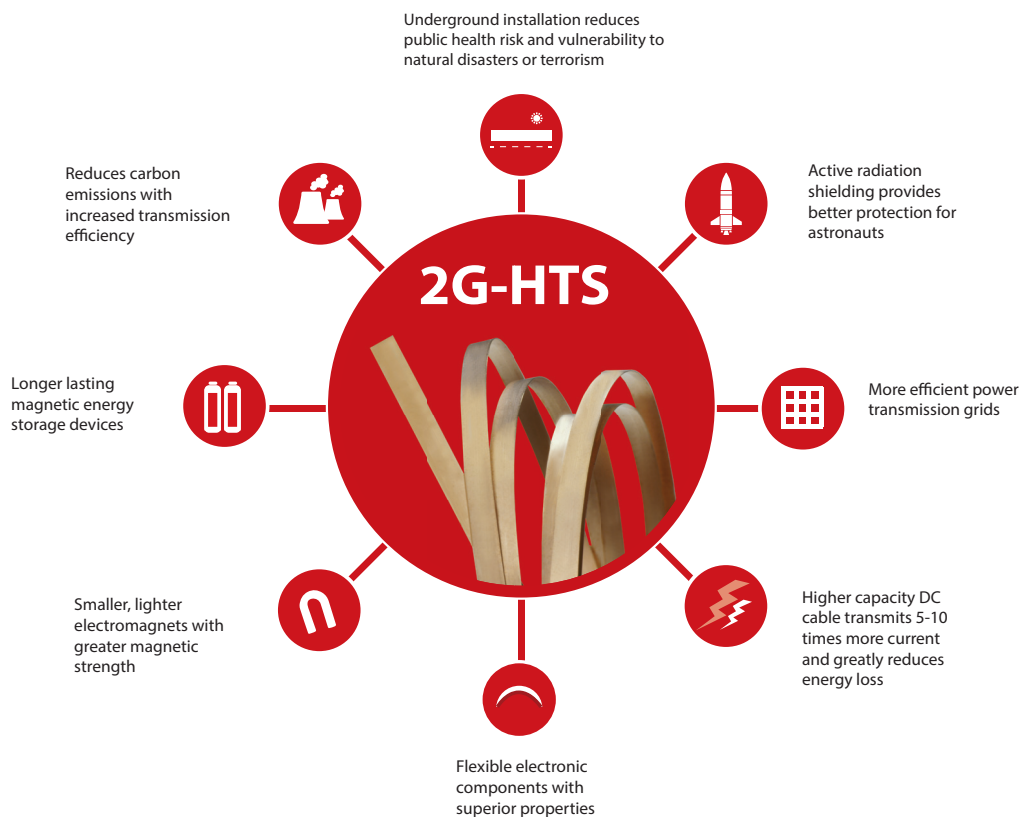 Underground installation reduces
public health risk and vulnerability to
natural disasters or terrorism
Reduces carbon
emissions with
increased transmission
efficiency
Active radiation
shielding provides
better protection for
astronauts
2G-HTS
Longer lasting
magnetic energy
storage devices
More efficient power
transmission grids
Smaller, lighter
electromagnets with
greater magnetic
strength
Higher capacity DC
cable transmits 5-10
times more current
and greatly reduces
energy loss
Flexible electronic
components with
superior properties